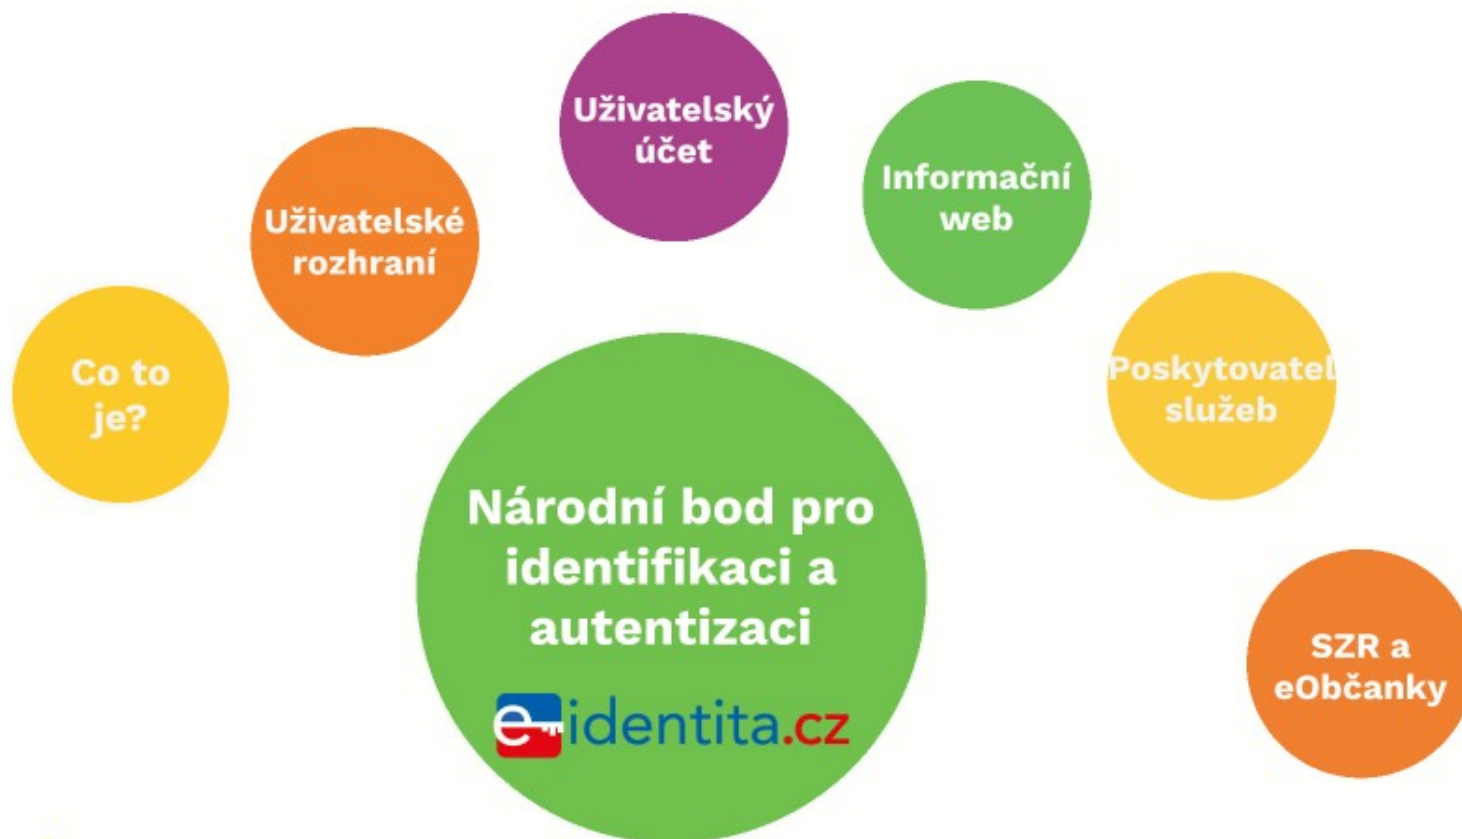 Co to
je?
Uživatelské
rozhraní
Uživatelský
účet
Informační
web
Poskytovatel
služeb
SZR a
eObčanky
Národní bod pro
identifikaci a
autentizaci
e-identita.cz